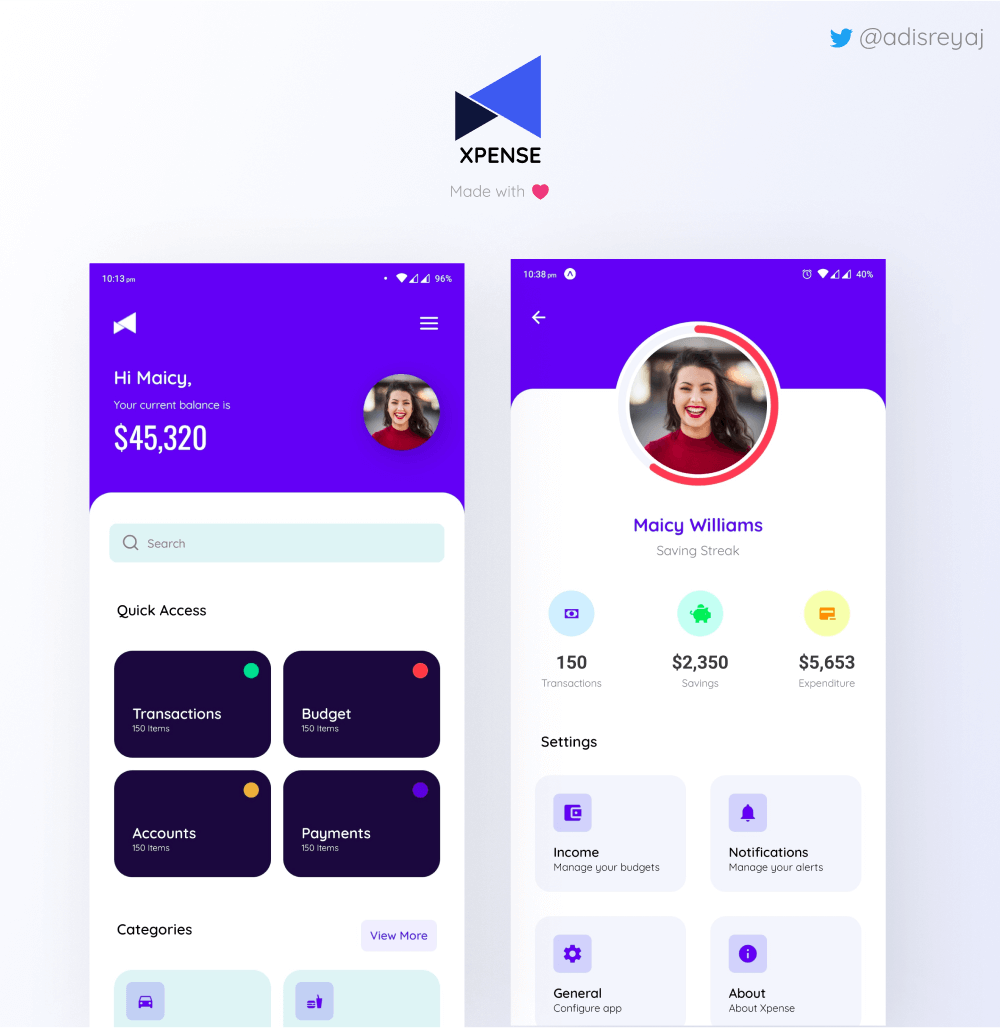 @adisreyaj
XPENSE
Made with
10:13 pm
96%
Hi Maicy,
Your current balance is
$45,320
Search
Quick Access
Transactions
150 Items
Budget
150 Items
Accounts
150 Items
Payments
150 Items
Categories
View More
10:38 pm
40%
Maicy Williams
Saving Streak
150
Transactions
$2,350
Savings
$5,653
Expenditure
Settings
Income
Manage your budgets
Notifications
Manage your alerts
General
Configure app
About
About Xpense